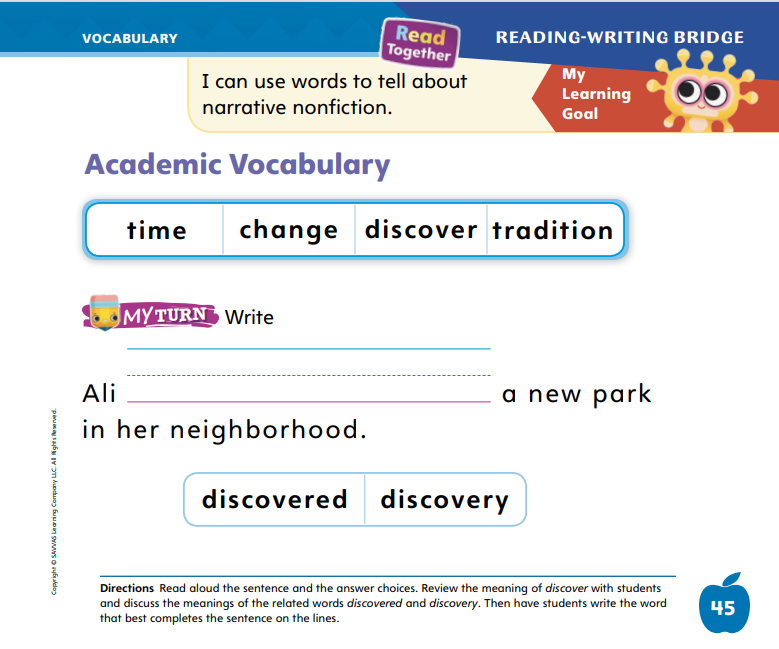 VOCABULARY
Read
Together
READING-WRITING BRIDGE
I can use words to tell about
narrative nonfiction.
My
Learning
Goal
Academic Vocabulary
time change discover tradition
MY TURN Write
Ali a new park
in her neighborhood.
discovered discovery
Copyright © SAVVAS Learning Company LLC. All Rights Reserved.
Directions Read aloud the sentence and the answer choices. Review the meaning of discover with students
and discuss the meanings of the related words discovered and discovery. Then have students write the word
that best completes the sentence on the lines.
45